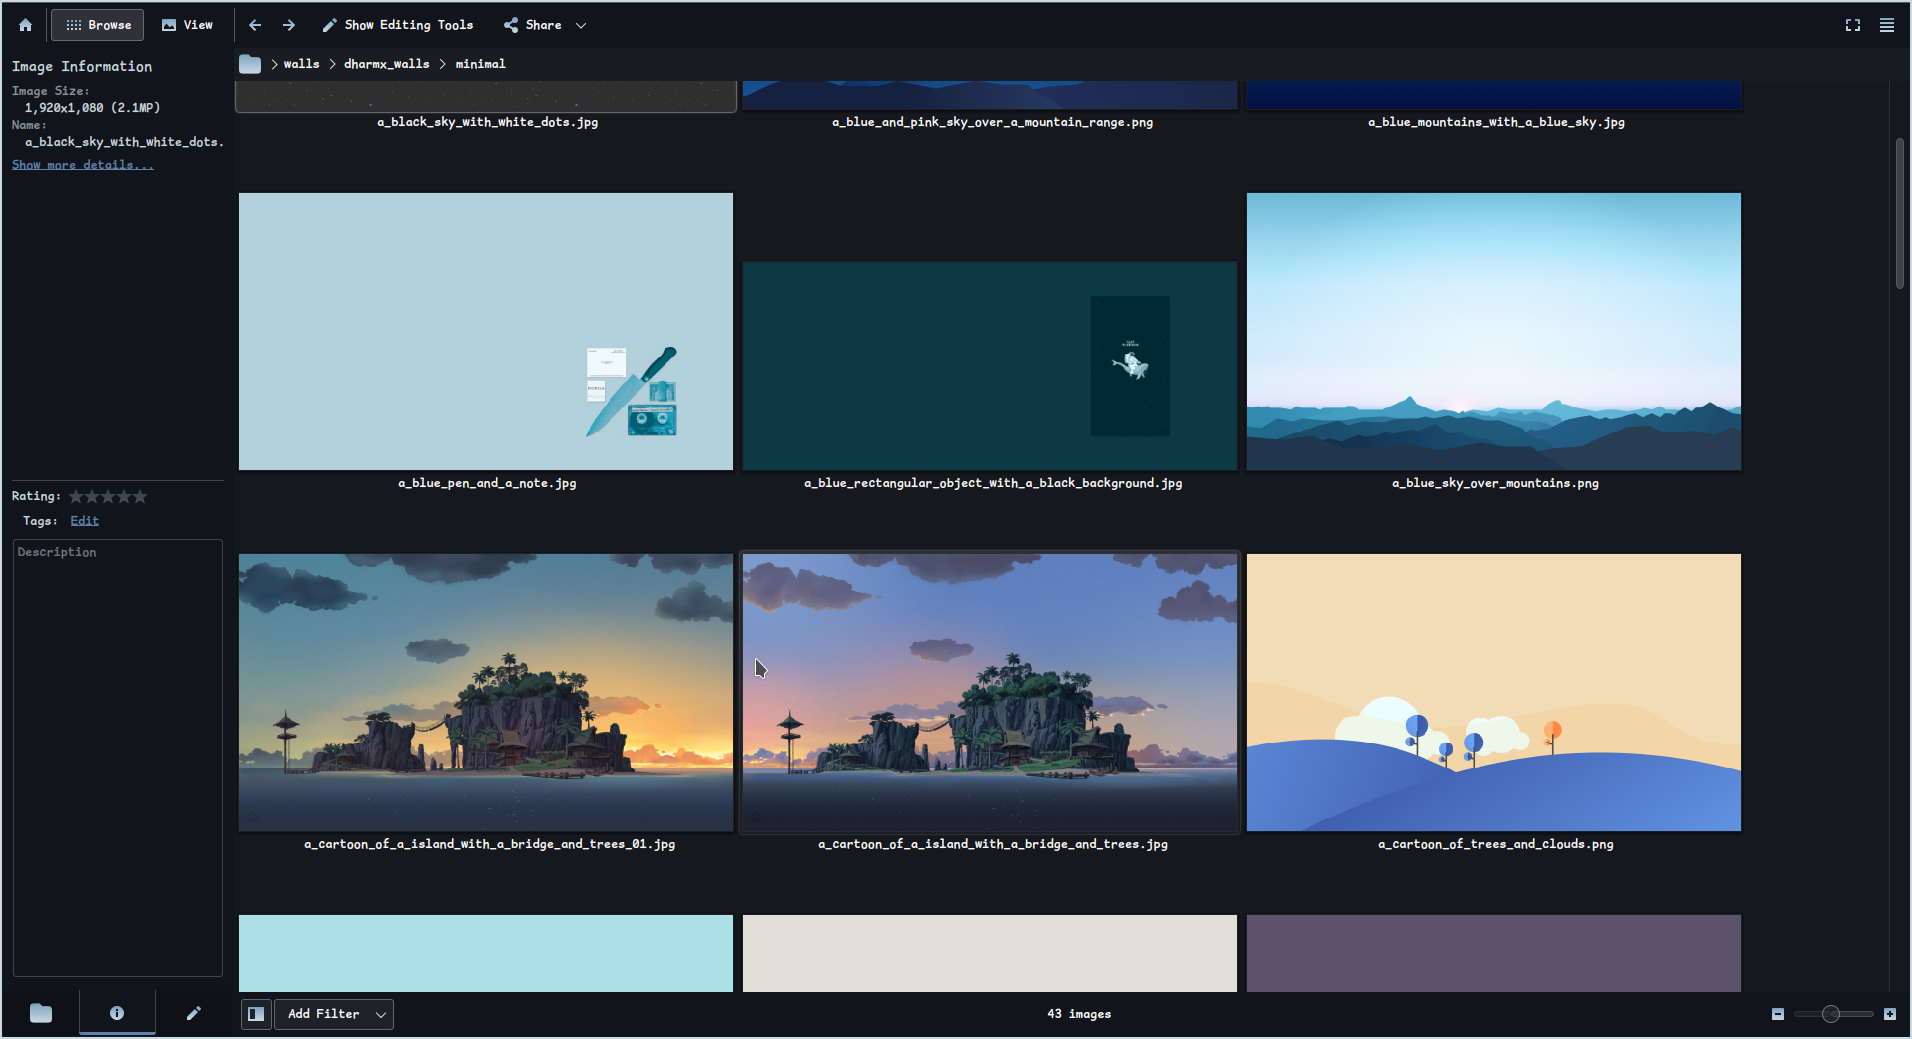 Browse
View
Show Editing Tools
Share
Image Information
Image Size:
1,920x1,080 (2.1MP)
Name:
a_black_sky_with_white_dots.
Show more details...
walls
dharmx_walls
minimal
a_black_sky_with_white_dots.jpg
a_blue_and_pink_sky_over_a_mountain_range.png
a_blue_mountains_with_a_blue_sky.jpg
a_blue_pen_and_a_note.jpg
a_blue_rectangular_object_with_a_black_background.jpg
a_blue_sky_over_mountains.png
Rating:
Tags: Edit
Description
a_cartoon_of_a_island_with_a_bridge_and_trees_01.jpg
a_cartoon_of_a_island_with_a_bridge_and_trees.jpg
a_cartoon_of_trees_and_clouds.png
Add Filter
43 images